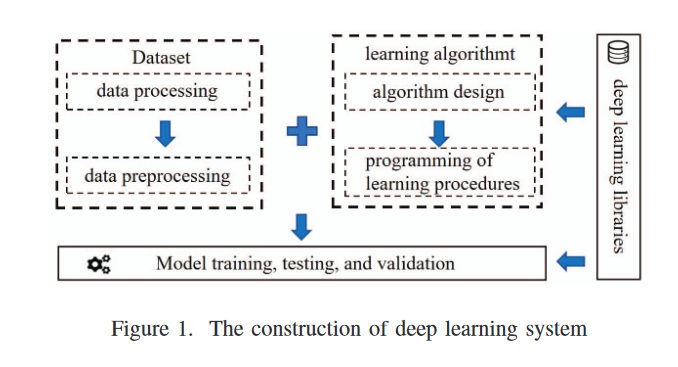 Dataset
data processing
data preprocessing
learning algorithmt
algorithm design
programming of
learning procedures
deep learning libraries
Model training, testing, and validation
Figure 1. The construction of deep learning system